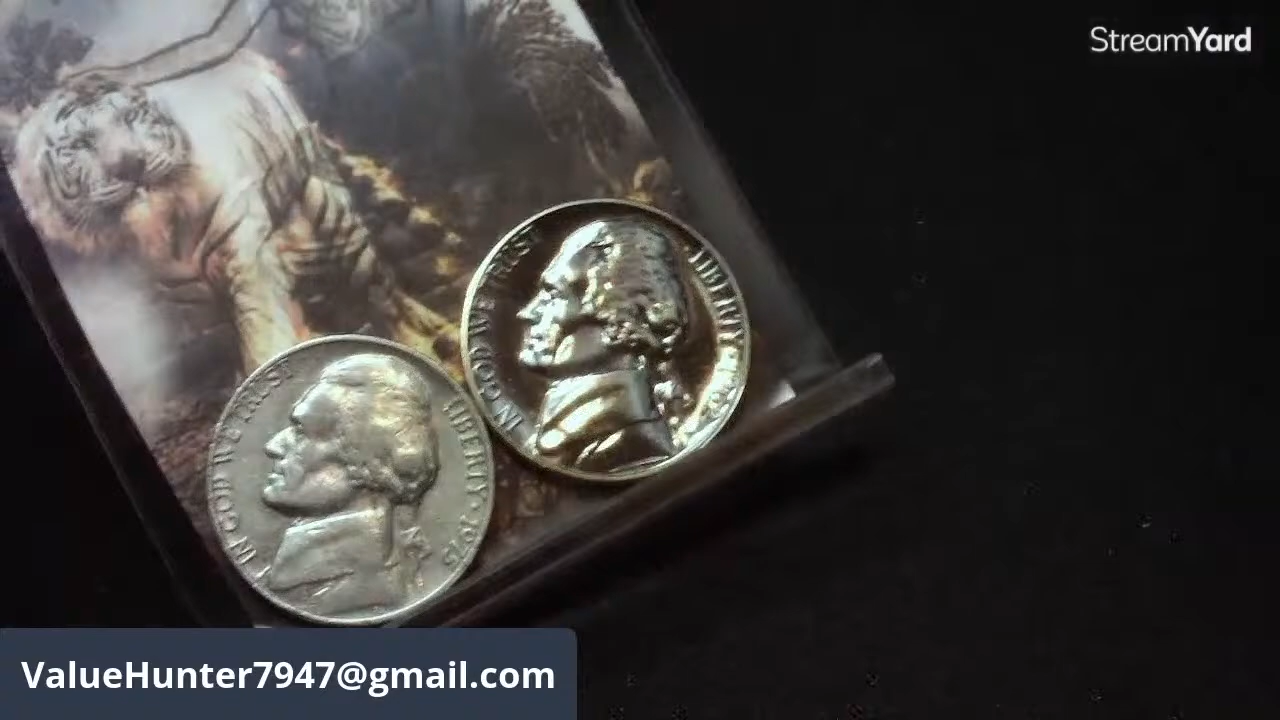 StreamYard
IN GOD WE TRUST
LIBERTY
IN GOD WE TRUST
LIBERTY · 1975
ValueHunter7947@gmail.com